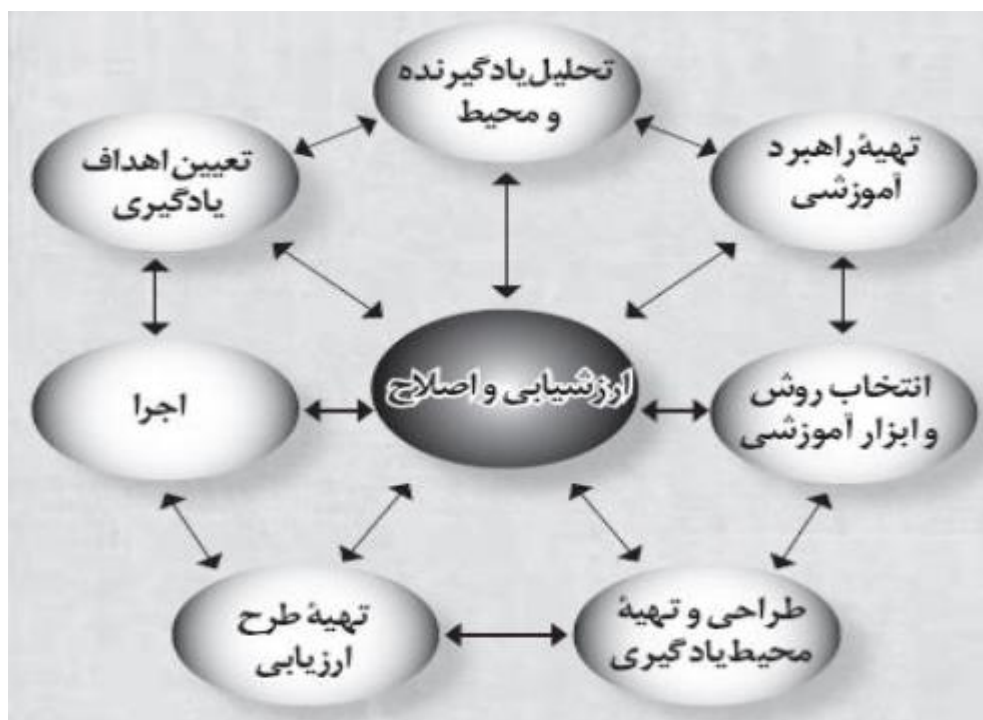 تحلیل یادگیرنده
و محیط
تهیهٔ راهبرد
آموزشی
تعیین اهداف
یادگیری
ارزشیابی و اصلاح
انتخاب روش
و ابزار آموزشی
اجرا
طراحی و تهیهٔ
محیط یادگیری
تهیهٔ طرح
ارزیابی